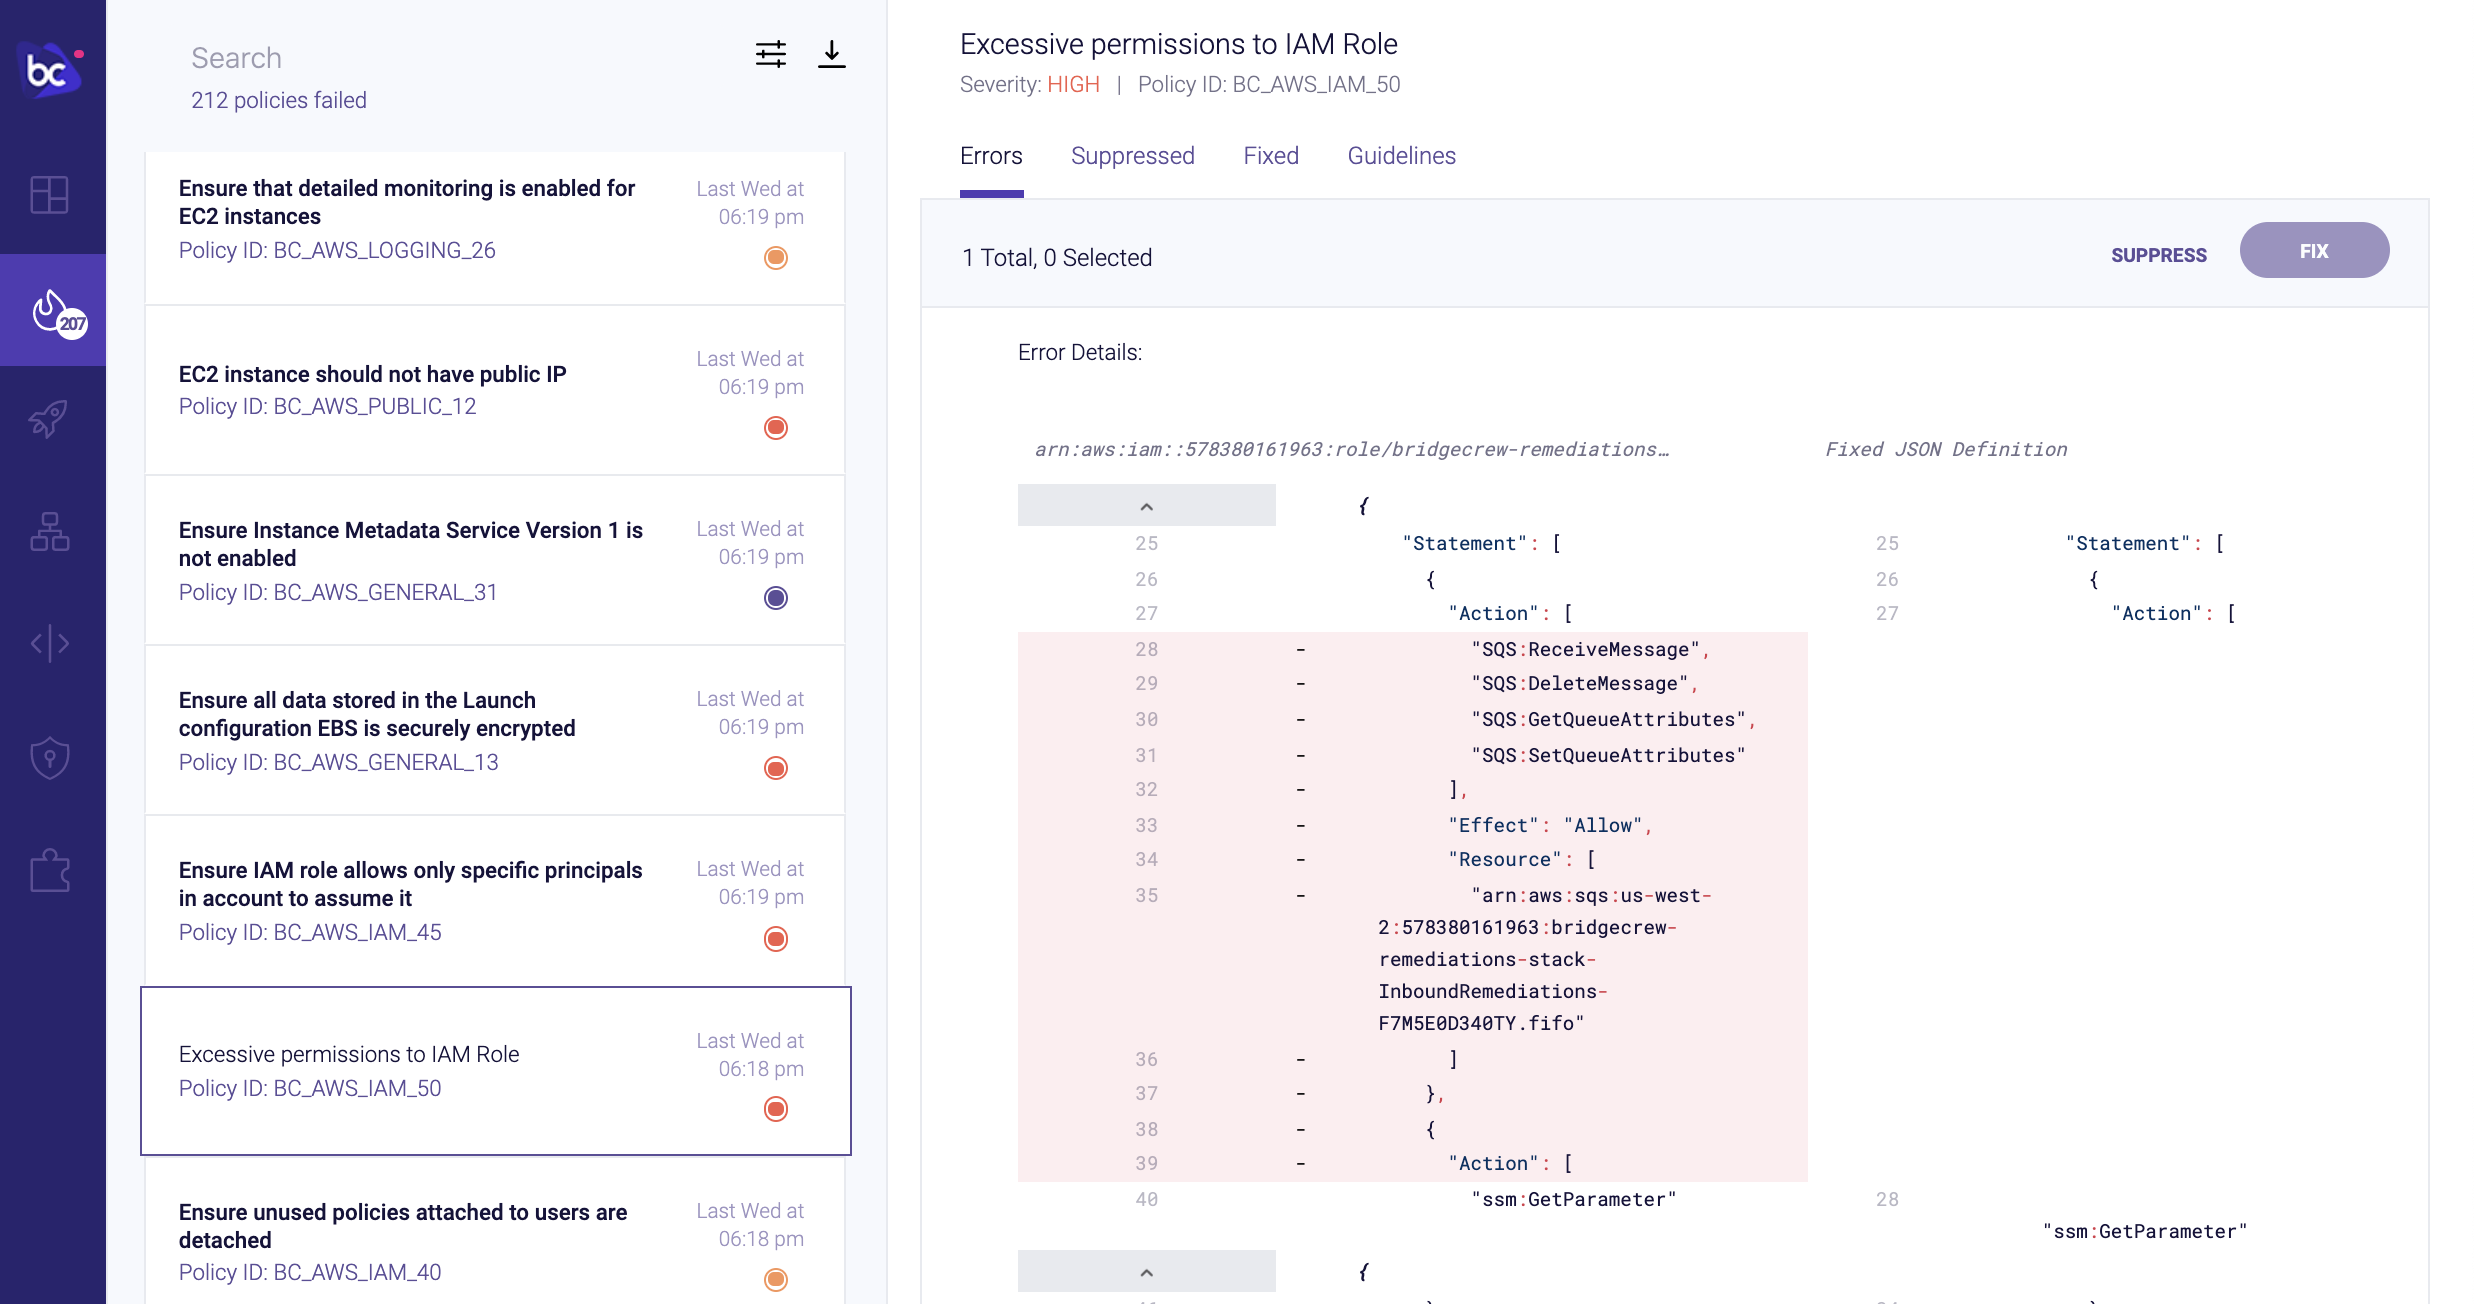 bc
207
Search
212 policies failed
Ensure that detailed monitoring is enabled for
EC2 instances
Policy ID: BC_AWS_LOGGING_26
Last Wed at
06:19 pm
EC2 instance should not have public IP
Policy ID: BC_AWS_PUBLIC_12
Last Wed at
06:19 pm
Ensure Instance Metadata Service Version 1 is
not enabled
Policy ID: BC_AWS_GENERAL_31
Last Wed at
06:19 pm
Ensure all data stored in the Launch
configuration EBS is securely encrypted
Policy ID: BC_AWS_GENERAL_13
Last Wed at
06:19 pm
Ensure IAM role allows only specific principals
in account to assume it
Policy ID: BC_AWS_IAM_45
Last Wed at
06:19 pm
Excessive permissions to IAM Role
Policy ID: BC_AWS_IAM_50
Last Wed at
06:18 pm
Ensure unused policies attached to users are
detached
Policy ID: BC_AWS_IAM_40
Last Wed at
06:18 pm
Excessive permissions to IAM Role
Severity: HIGH | Policy ID: BC_AWS_IAM_50
Errors Suppressed Fixed Guidelines
1 Total, 0 Selected SUPPRESS FIX
Error Details:
arn:aws:iam::578380161963:role/bridgecrew-remediations… Fixed JSON Definition
{
25 "Statement": [ 25 "Statement": [
26 { 26 {
27 "Action": [ 27 "Action": [
28 - "SQS:ReceiveMessage",
29 - "SQS:DeleteMessage",
30 - "SQS:GetQueueAttributes",
31 - "SQS:SetQueueAttributes"
32 - ],
33 - "Effect": "Allow",
34 - "Resource": [
35 - "arn:aws:sqs:us-west-
2:578380161963:bridgecrew-
remediations-stack-
InboundRemediations-
F7M5E0D340TY.fifo"
36 - ]
37 - },
38 - {
39 - "Action": [
40 "ssm:GetParameter" 28
"ssm:GetParameter"
{